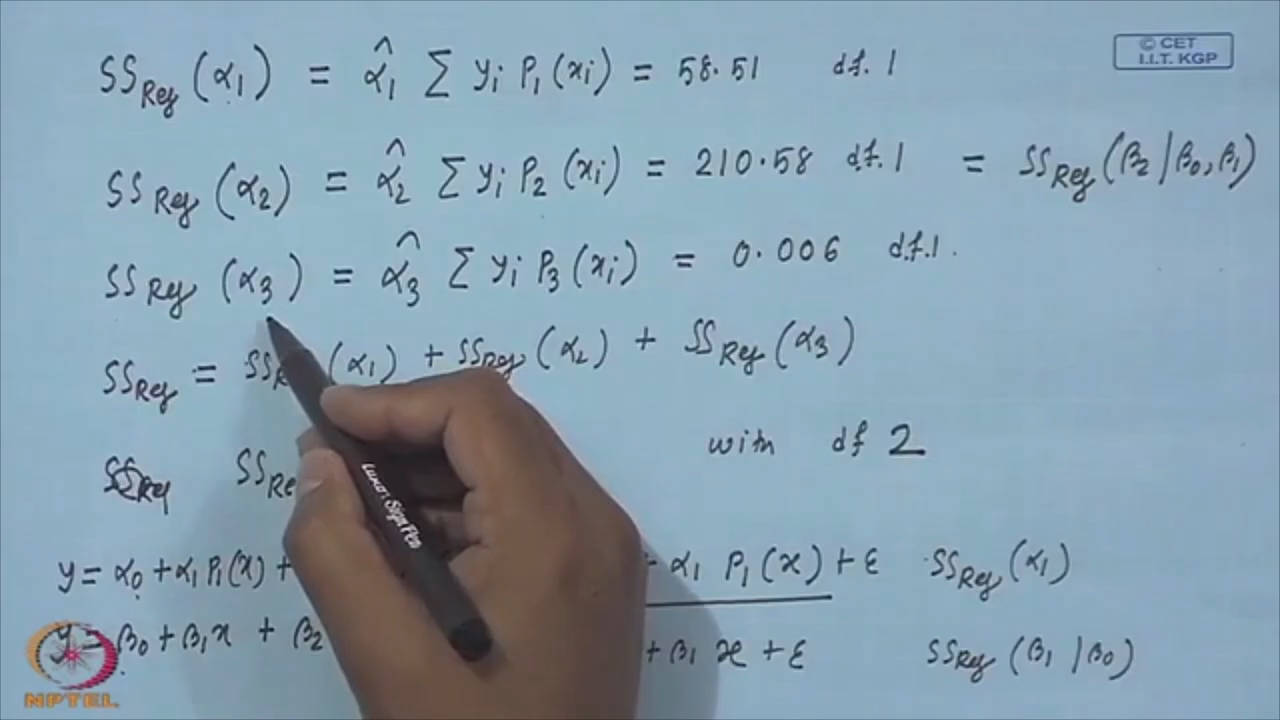 SS_Reg (α1) = α̂1 Σ yi P1(xi) = 58.51 d.f. 1
© CET
I.I.T. KGP
SS_Reg (α2) = α̂2 Σ yi P2(xi) = 210.58 d.f. 1 = SS_Reg (β2 | β0, β1)
SS_Reg (α3) = α̂3 Σ yi P3(xi) = 0.006 d.f. 1.
SS_Reg = SS_Reg (α1) + SS_Reg (α2) + SS_Reg (α3)
with df 2
SS_Re
y = α0 + α1 P1(x) + α1 P1(x) + ε SS_Reg (α1)
y = β0 + β1 x + β2 + β1 x + ε SS_Reg (β1 | β0)
NPTEL
Luxor Sign Pen